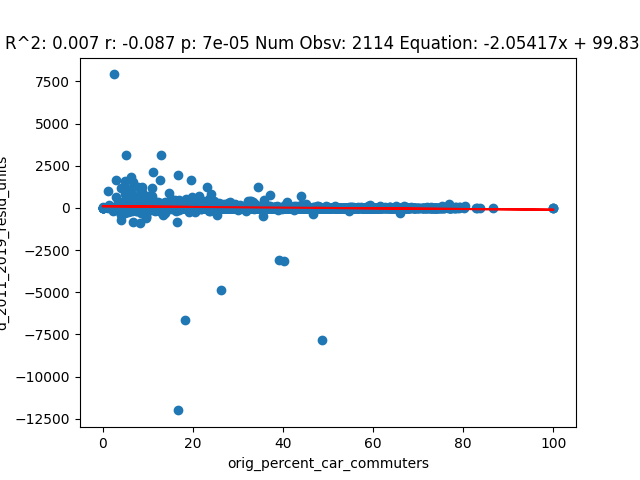 R^2: 0.007 r: -0.087 p: 7e-05 Num Obsv: 2114 Equation: -2.05417x + 99.83
7500
5000
2500
0
−2500
−5000
−7500
−10000
−12500
d_2011_2019_resid_units
0 20 40 60 80 100
orig_percent_car_commuters